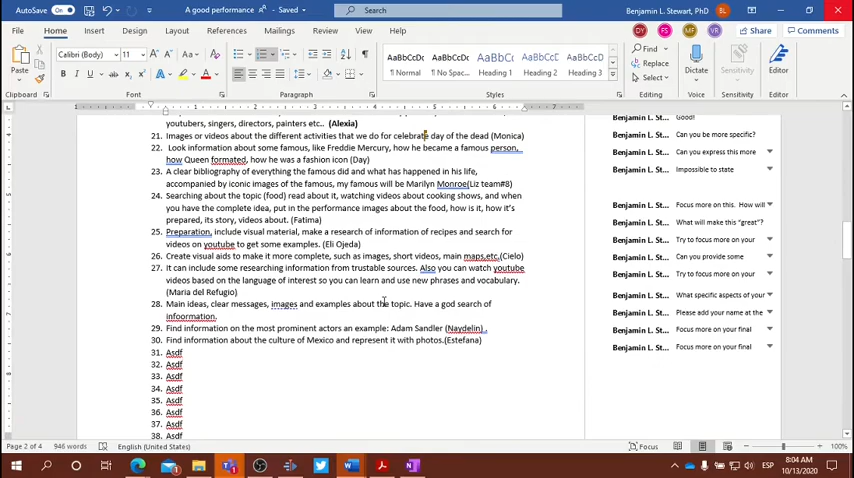 AutoSave On A good performance - Saved Search Benjamin L. Stewart, PhD BL
File Home Insert Draw Design Layout References Mailings Review View Help DY FS MF VR Share Comments
Calibri (Body) 11 Aa
Paste
AaBbCcDc AaBbCcDc AaBbCc AaBbCcD
¶ Normal ¶ No Spac... Heading 1 Heading 2
Find
Replace
Select
Dictate Sensitivity Editor
Clipboard Font Paragraph Styles Editing Voice Sensitivity Editor
youtubers, singers, directors, painters etc.. (Alexia)
21. Images or videos about the different activities that we do for celebrate day of the dead (Monica)
22. Look information about some famous, like Freddie Mercury, how he became a famous person,
how Queen formated, how he was a fashion icon (Day)
23. A clear bibliography of everything the famous did and what has happened in his life,
accompanied by iconic images of the famous, my famous will be Marilyn Monroe(Liz team#8)
24. Searching about the topic (food) read about it, watching videos about cooking shows, and when
you have the complete idea, put in the performance images about the food, how is it, how it's
prepared, its story, videos about. (Fatima)
25. Preparation, include visual material, make a research of information of recipes and search for
videos on youtube to get some examples. (Eli Ojeda)
26. Create visual aids to make it more complete, such as images, short videos, main maps,etc.(Cielo)
27. It can include some researching information from trustable sources. Also you can watch youtube
videos based on the language of interest so you can learn and use new phrases and vocabulary.
(Maria del Refugio)
28. Main ideas, clear messages, images and examples about the topic. Have a god search of
Infoormation.
29. Find information on the most prominent actors an example: Adam Sandler (Naydelin) .
30. Find information about the culture of Mexico and represent it with photos.(Estefana)
31. Asdf
32. Asdf
33. Asdf
34. Asdf
35. Asdf
36. Asdf
37. Asdf
38. Asdf
Benjamin L. St... Good!
Benjamin L. St... Can you be more specific?
Benjamin L. St... Can you express this more
Benjamin L. St... Impossible to state
Benjamin L. St... Focus more on this. How will
Benjamin L. St... What will make this "great"?
Benjamin L. St... Try to focus more on your
Benjamin L. St... Can you provide some
Benjamin L. St... Try to focus more on your
Benjamin L. St... What specific aspects of your
Benjamin L. St... Please add your name at the
Benjamin L. St... Focus more on your final
Benjamin L. St... Focus more on your final
Page 2 of 4 946 words English (United States) Focus 100%
ESP 8:04 AM
10/13/2020